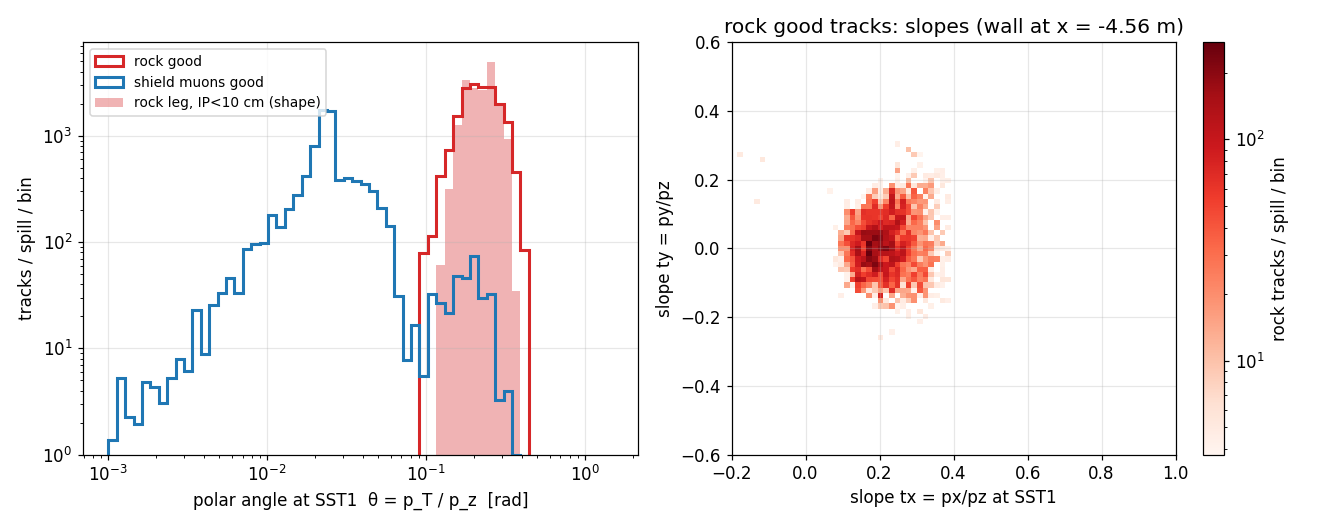 rock good
shield muons good
rock leg, IP<10 cm (shape)
tracks / spill / bin
10³
10²
10¹
10⁰
10⁻³
10⁻²
10⁻¹
10⁰
polar angle at SST1 θ = p_T / p_z [rad]
rock good tracks: slopes (wall at x = -4.56 m)
slope ty = py/pz
0.6
0.4
0.2
0.0
−0.2
−0.4
−0.6
−0.2
0.0
0.2
0.4
0.6
0.8
1.0
slope tx = px/pz at SST1
10²
10¹
rock tracks / spill / bin